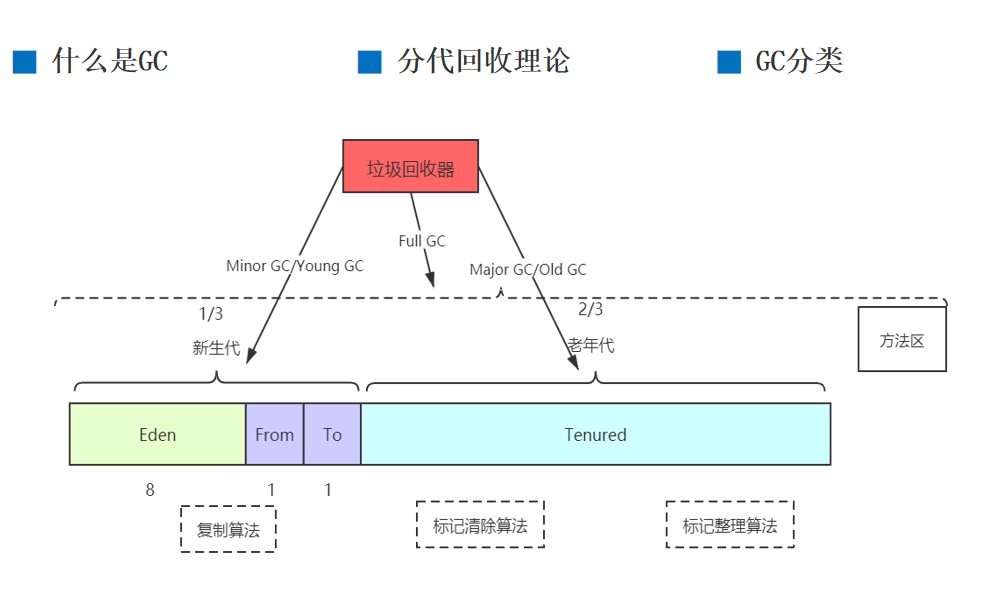 什么是GC
分代回收理论
GC分类
垃圾回收器
Full GC
Minor GC/Young GC
Major GC/Old GC
1/3
2/3
新生代
老年代
方法区
Eden
From
To
Tenured
8
1
1
复制算法
标记清除算法
标记整理算法